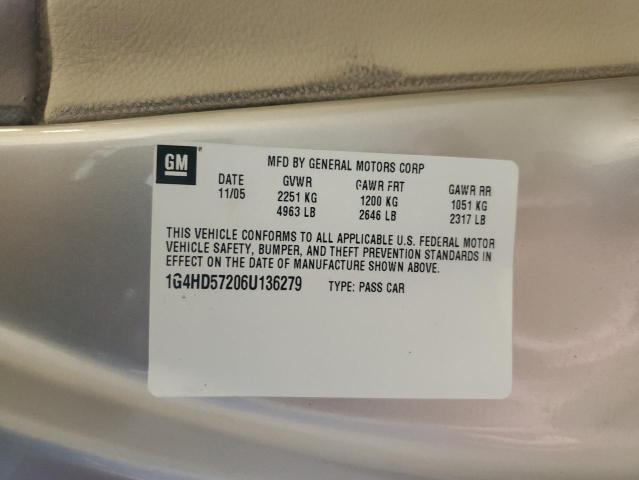 GM MFD BY GENERAL MOTORS CORP
DATE GVWR GAWR FRT GAWR RR
11/05 2251 KG 1200 KG 1051 KG
4963 LB 2646 LB 2317 LB
THIS VEHICLE CONFORMS TO ALL APPLICABLE U.S. FEDERAL MOTOR
VEHICLE SAFETY, BUMPER, AND THEFT PREVENTION STANDARDS IN
EFFECT ON THE DATE OF MANUFACTURE SHOWN ABOVE.
1G4HD57206U136279 TYPE: PASS CAR